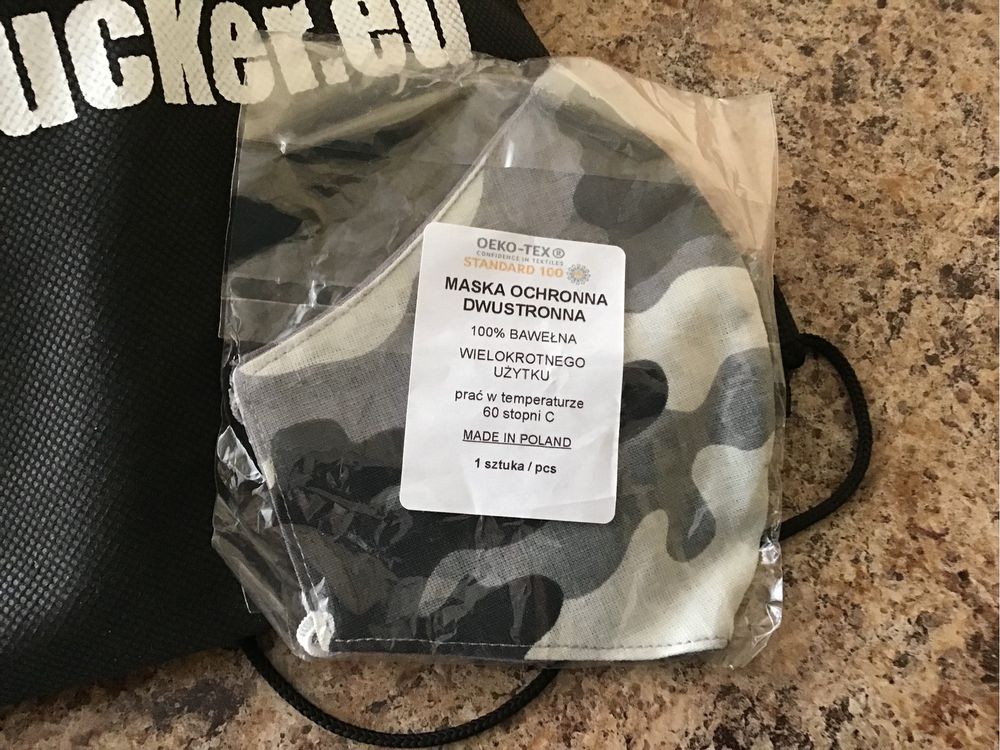 ucker.eu
OEKO-TEX®
CONFIDENCE IN TEXTILES
STANDARD 100
MASKA OCHRONNA
DWUSTRONNA
100% BAWEŁNA
WIELOKROTNEGO
UŻYTKU
prać w temperaturze
60 stopni C
MADE IN POLAND
1 sztuka / pcs